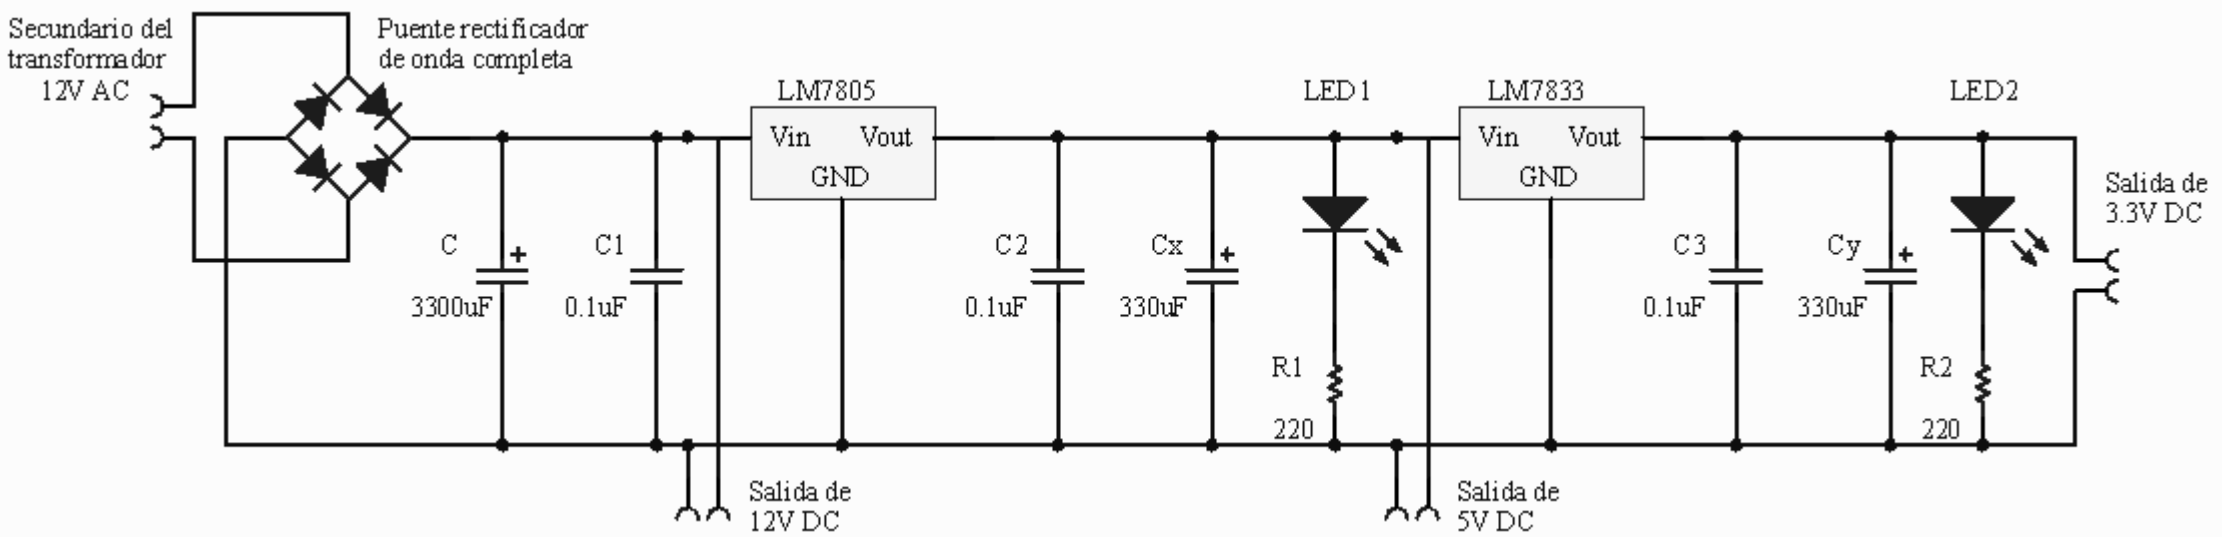 Secundario del
transformador
12V AC
Puente rectificador
de onda completa
LM7805
Vin
Vout
GND
LED1
LM7833
Vin
Vout
GND
LED2
Salida de
3.3V DC
C
+
3300uF
C1
0.1uF
C2
0.1uF
Cx
+
330uF
R1
220
C3
0.1uF
Cy
+
330uF
R2
220
Salida de
12V DC
Salida de
5V DC